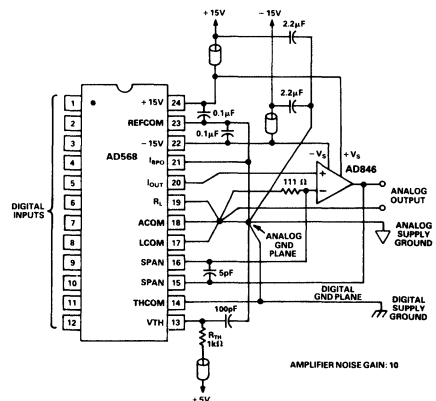 +15V
-15V
2.2µF
2.2µF
1
2
3
4
5
6
7
8
9
10
11
12
+15V 24
REFCOM 23
-15V 22
IBPO 21
IOUT 20
RL 19
ACOM 18
LCOM 17
SPAN 16
SPAN 15
THCOM 14
VTH 13
AD568
DIGITAL
INPUTS
0.1µF
0.1µF
-VS
+VS
AD846
+
−
111 Ω
ANALOG
OUTPUT
ANALOG
GND PLANE
ANALOG
SUPPLY
GROUND
5pF
DIGITAL
GND PLANE
DIGITAL
SUPPLY
GROUND
100pF
RTH
1kΩ
+5V
AMPLIFIER NOISE GAIN: 10